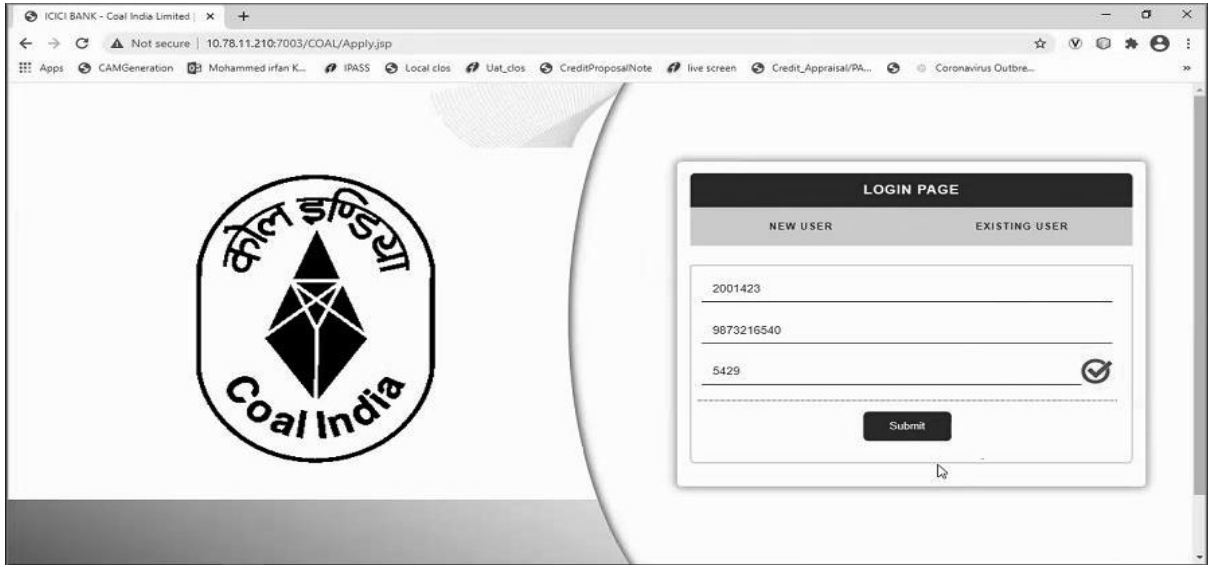 ICICI BANK - Coal India Limited |
Not secure | 10.78.11.210:7003/COAL/Apply.jsp
Apps CAMGeneration Mohammed irfan K... IPASS Local clos Uat_clos CreditProposalNote live screen Credit_Appraisal/PA... Coronavirus Outbre...
कोल इण्डिया
Coal India
LOGIN PAGE
NEW USER EXISTING USER
2001423
9873216540
5429
Submit